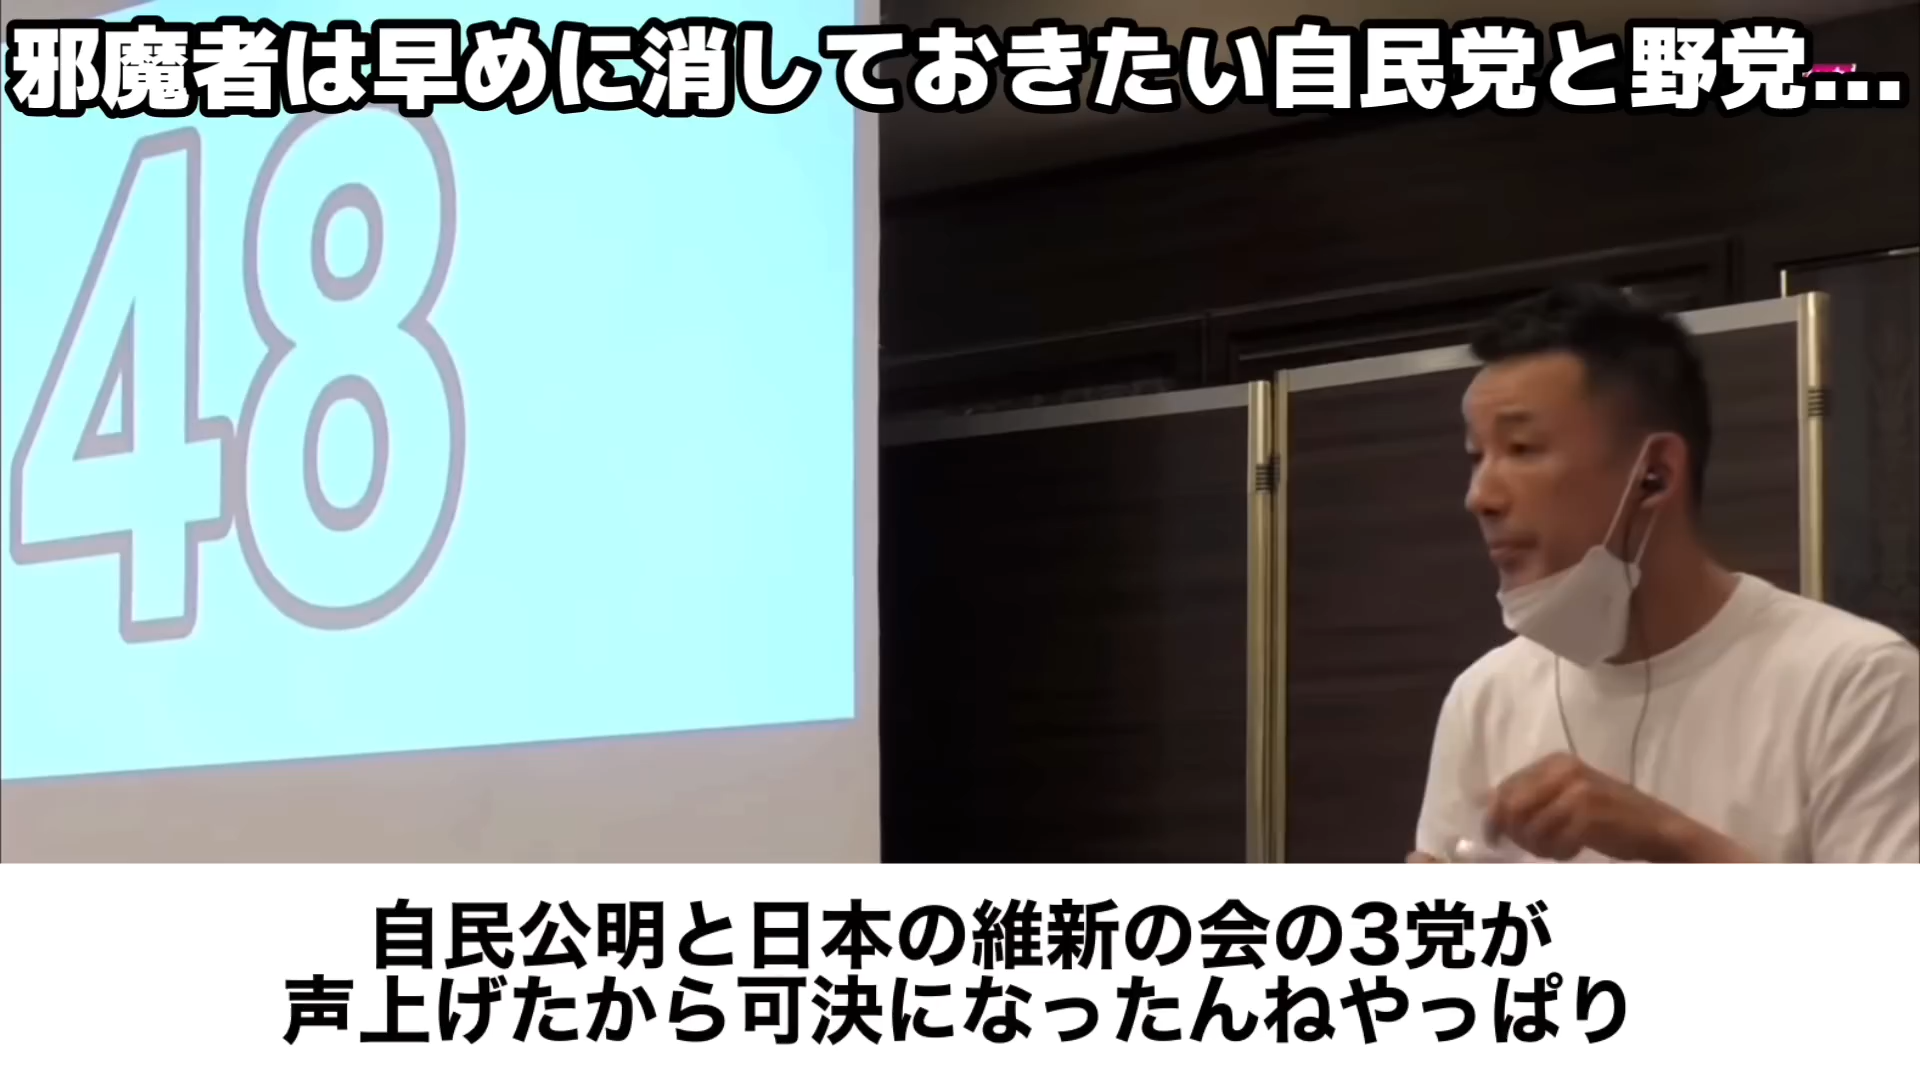 邪魔者は早めに消しておきたい自民党と野党...
48
自民公明と日本の維新の会の3党が
声上げたから可決になったんねやっぱり